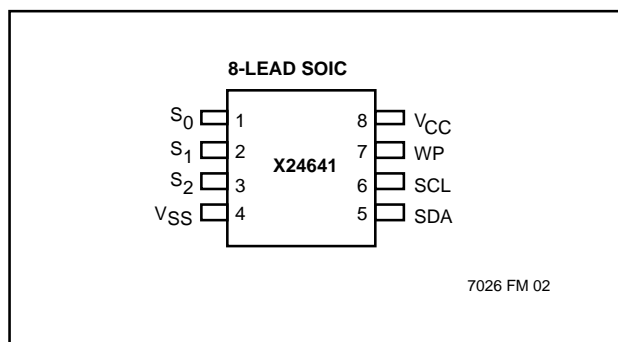 8-LEAD SOIC
S0 1 8 VCC
S1 2 7 WP
X24641
S2 3 6 SCL
VSS 4 5 SDA
7026 FM 02